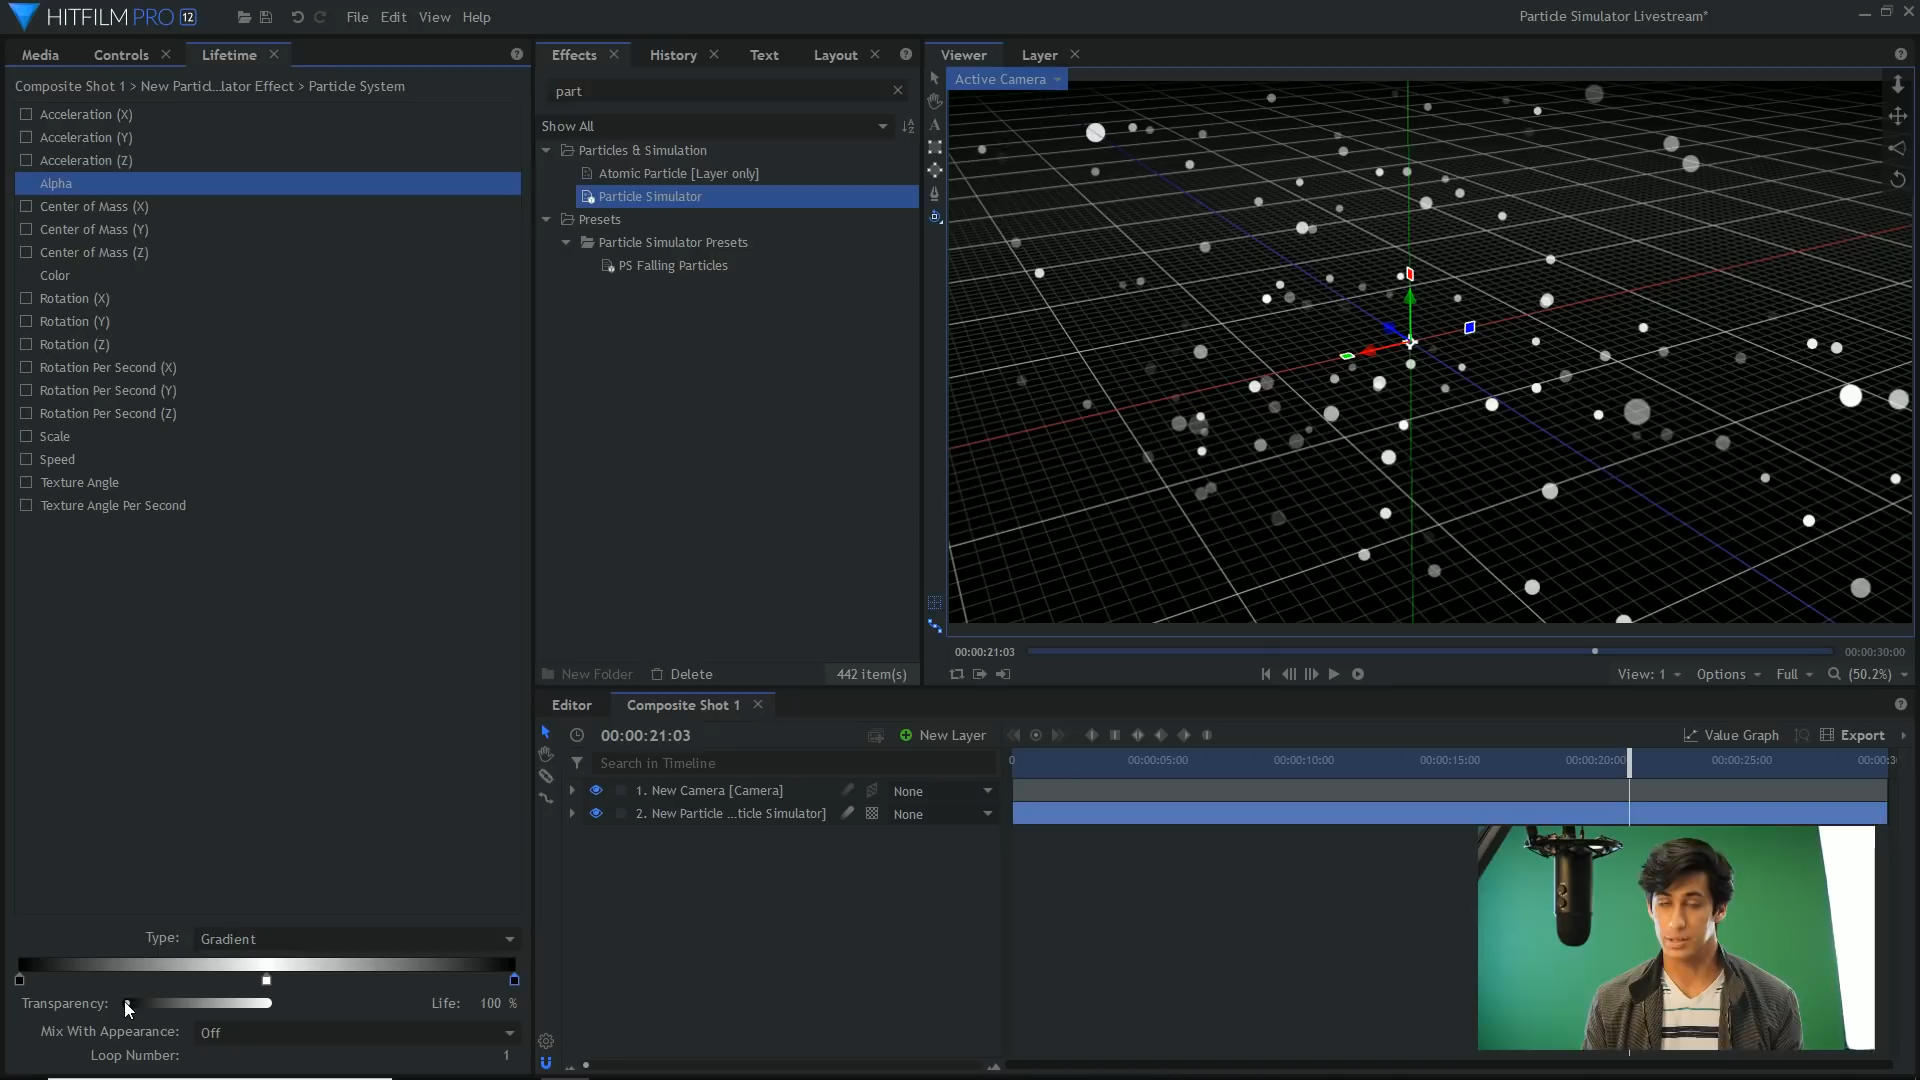 HITFILM PRO 12
File Edit View Help
Particle Simulator Livestream*
Media Controls Lifetime
Composite Shot 1 > New Particl...lator Effect > Particle System
Acceleration (X)
Acceleration (Y)
Acceleration (Z)
Alpha
Center of Mass (X)
Center of Mass (Y)
Center of Mass (Z)
Color
Rotation (X)
Rotation (Y)
Rotation (Z)
Rotation Per Second (X)
Rotation Per Second (Y)
Rotation Per Second (Z)
Scale
Speed
Texture Angle
Texture Angle Per Second
Type: Gradient
Transparency: Life: 100 %
Mix With Appearance: Off
Loop Number: 1
Effects History Text Layout
part
Show All
Particles & Simulation
Atomic Particle [Layer only]
Particle Simulator
Presets
Particle Simulator Presets
PS Falling Particles
New Folder Delete 442 item(s)
Viewer Layer
Active Camera
00:00:21:03 00:00:30:00
View: 1 Options Full (50.2%)
Editor Composite Shot 1
00:00:21:03 New Layer Value Graph Export
Search in Timeline
0 00:00:05:00 00:00:10:00 00:00:15:00 00:00:20:00 00:00:25:00 00:00:3
1. New Camera [Camera] None
2. New Particle ...ticle Simulator] None